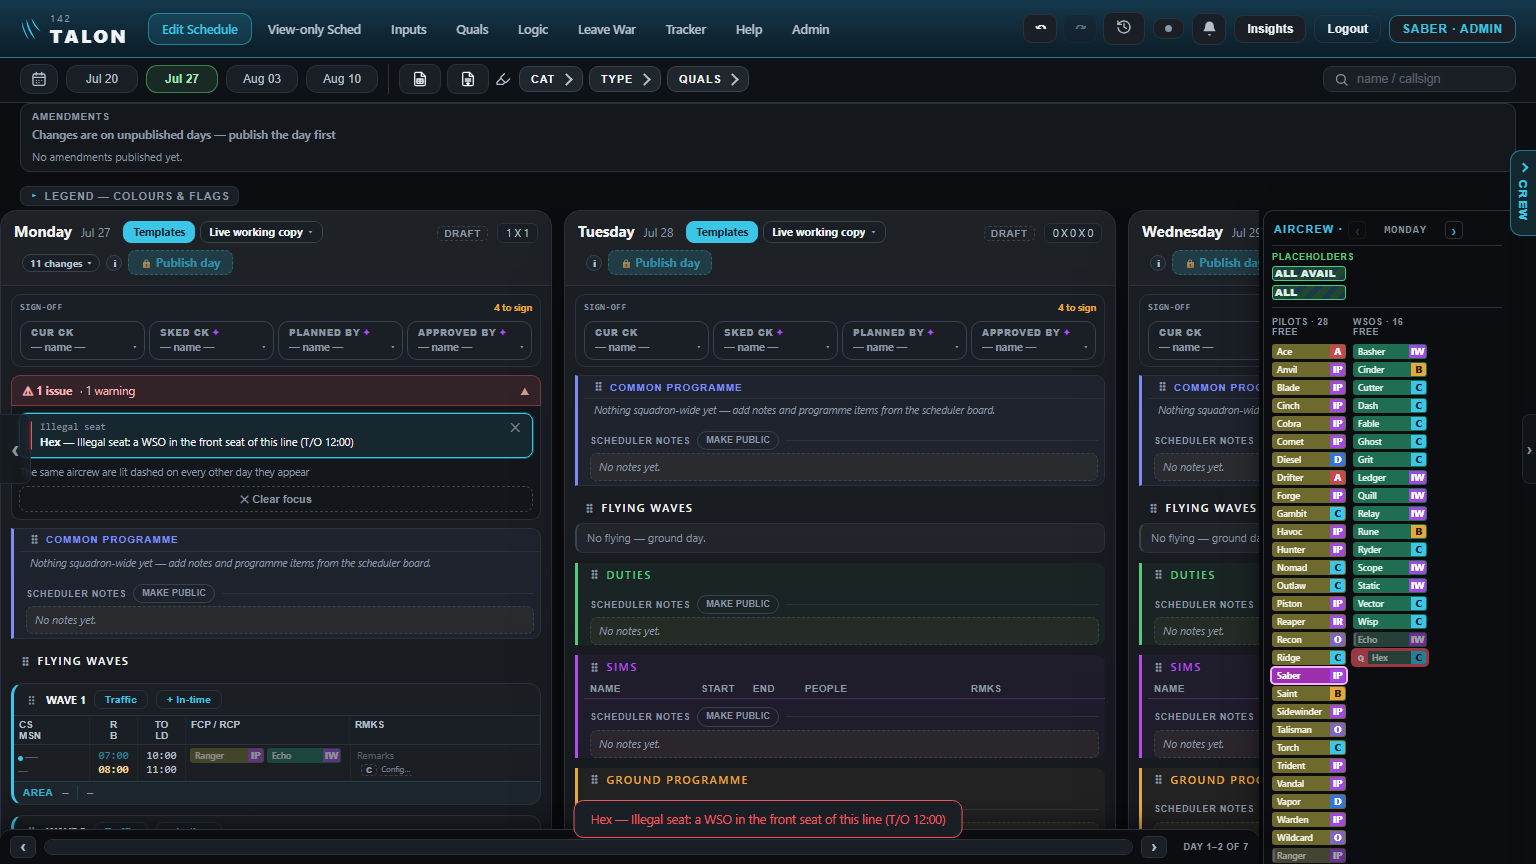 142
TALON
Edit Schedule
View-only Sched
Inputs
Quals
Logic
Leave War
Tracker
Help
Admin
Insights
Logout
SABER · ADMIN
Jul 20
Jul 27
Aug 03
Aug 10
CAT
TYPE
QUALS
name / callsign
AMENDMENTS
Changes are on unpublished days — publish the day first
No amendments published yet.
CREW
LEGEND — COLOURS & FLAGS
Monday Jul 27 Templates Live working copy DRAFT 1 X 1
11 changes i Publish day
SIGN-OFF 4 to sign
CUR CK SKED CK PLANNED BY APPROVED BY
— name — — name — — name — — name —
1 issue · 1 warning
Illegal seat
Hex — Illegal seat: a WSO in the front seat of this line (T/O 12:00)
The same aircrew are lit dashed on every other day they appear
Clear focus
COMMON PROGRAMME
Nothing squadron-wide yet — add notes and programme items from the scheduler board.
SCHEDULER NOTES MAKE PUBLIC
No notes yet.
FLYING WAVES
WAVE 1 Traffic + In-time
CS R TO FCP / RCP RMKS
MSN B LD
— 07:00 10:00 Ranger IP Echo IW Remarks
— 08:00 11:00 C Config...
AREA – –
Tuesday Jul 28 Templates Live working copy DRAFT 0 X 0 X 0
i Publish day
SIGN-OFF 4 to sign
CUR CK SKED CK PLANNED BY APPROVED BY
— name — — name — — name — — name —
COMMON PROGRAMME
Nothing squadron-wide yet — add notes and programme items from the scheduler board.
SCHEDULER NOTES MAKE PUBLIC
No notes yet.
FLYING WAVES
No flying — ground day.
DUTIES
SCHEDULER NOTES MAKE PUBLIC
No notes yet.
SIMS
NAME START END PEOPLE RMKS
SCHEDULER NOTES MAKE PUBLIC
No notes yet.
GROUND PROGRAMME
Hex — Illegal seat: a WSO in the front seat of this line (T/O 12:00)
Wednesday Jul 29
i Publish
SIGN-OFF
CUR CK
— name —
COMMON PROG
Nothing squadron-wide
SCHEDULER NOTES
No notes yet.
FLYING WAVES
No flying — ground da
DUTIES
SCHEDULER NOTES
No notes yet.
SIMS
NAME
SCHEDULER NOTES
No notes yet.
GROUND PROG
SCHEDULER NOTES
AIRCREW · MONDAY
PLACEHOLDERS
ALL AVAIL
ALL
PILOTS · 28 FREE
WSOS · 16 FREE
Ace A Basher IW
Anvil IP Cinder B
Blade IP Cutter C
Cinch IP Dash C
Cobra IP Fable C
Comet IP Ghost C
Diesel D Grit C
Drifter A Ledger IW
Forge IP Quill IW
Gambit C Relay IW
Havoc IP Rune B
Hunter IP Ryder C
Nomad C Scope IW
Outlaw C Static IW
Piston IP Vector C
Reaper IR Wisp C
Recon O Echo IW
Ridge C Q Hex C
Saber IP
Saint B
Sidewinder IP
Talisman O
Torch C
Trident IP
Vandal IP
Vapor D
Warden IP
Wildcard O
Ranger IP
DAY 1–2 OF 7